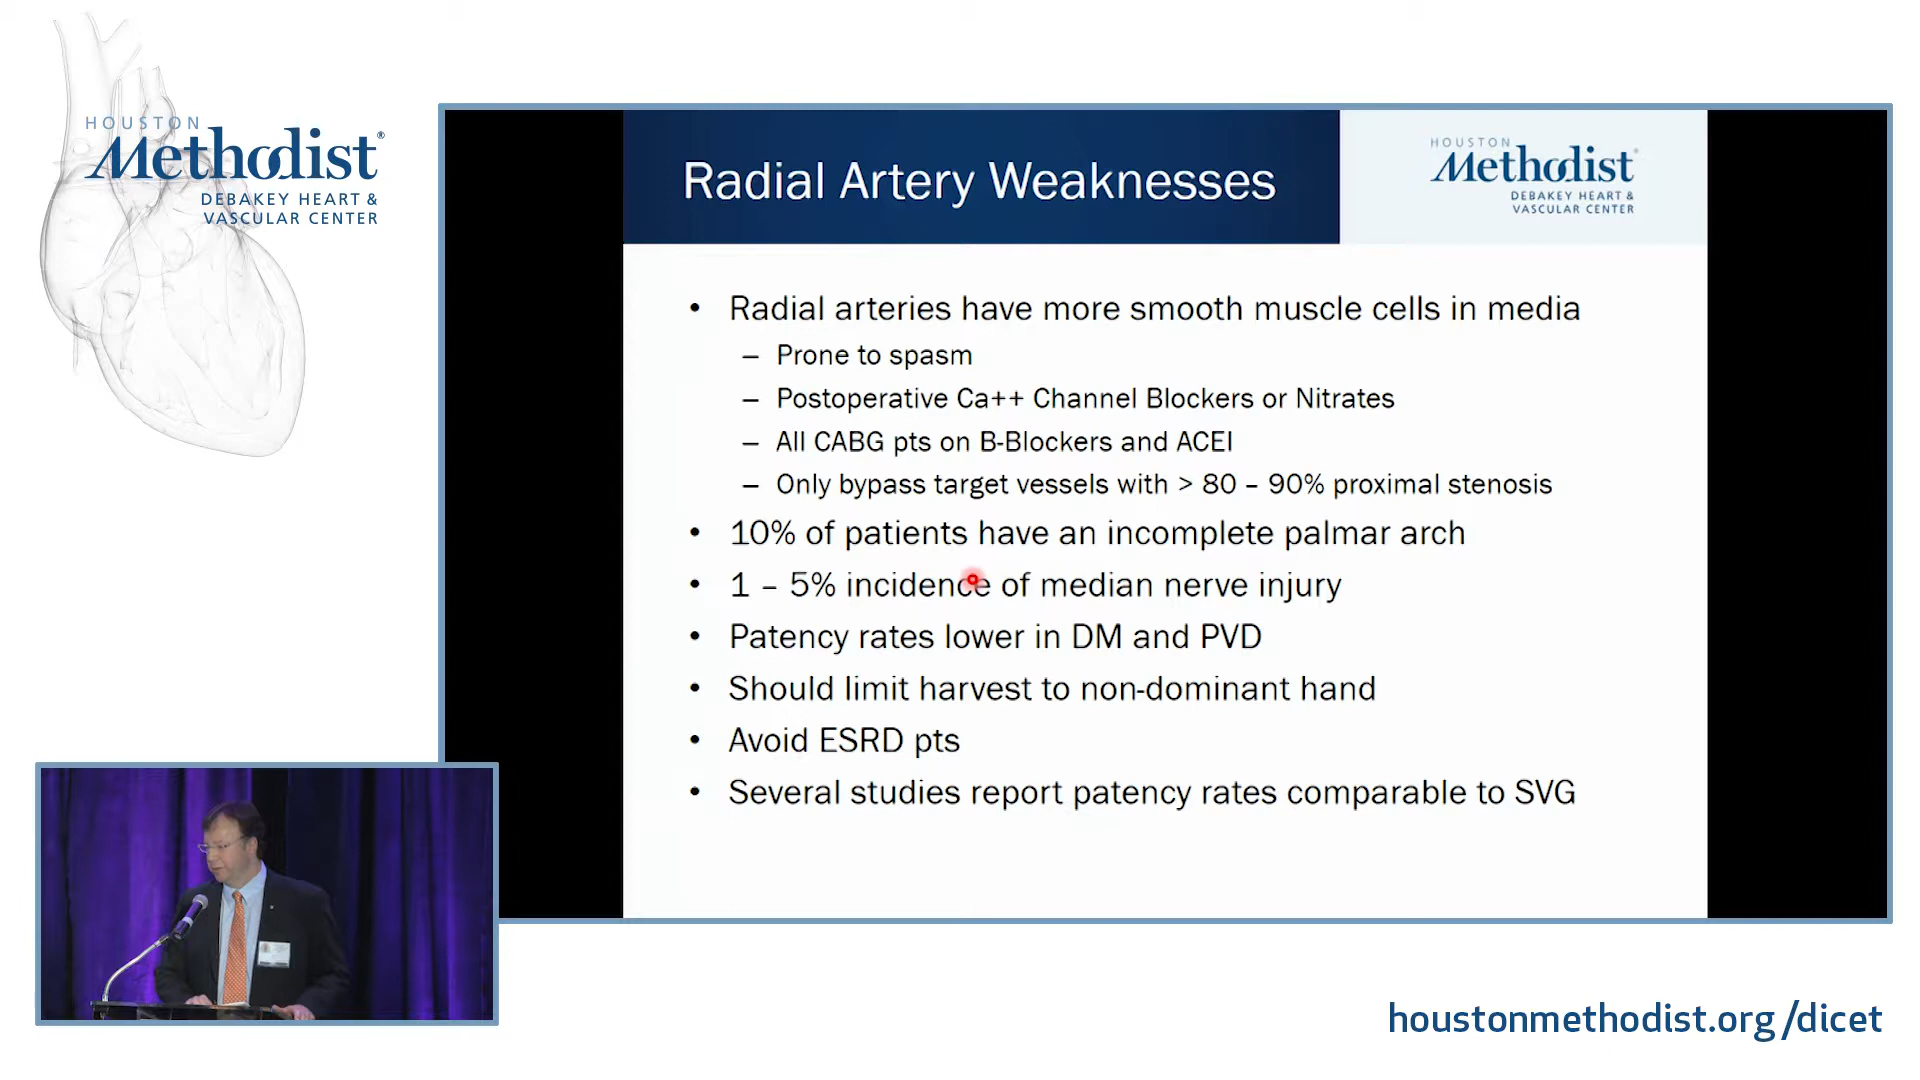 HOUSTON
Methodist®
DEBAKEY HEART &
VASCULAR CENTER
Radial Artery Weaknesses
HOUSTON
Methodist
DEBAKEY HEART &
VASCULAR CENTER
• Radial arteries have more smooth muscle cells in media
– Prone to spasm
– Postoperative Ca++ Channel Blockers or Nitrates
– All CABG pts on B-Blockers and ACEI
– Only bypass target vessels with > 80 – 90% proximal stenosis
• 10% of patients have an incomplete palmar arch
• 1 – 5% incidence of median nerve injury
• Patency rates lower in DM and PVD
• Should limit harvest to non-dominant hand
• Avoid ESRD pts
• Several studies report patency rates comparable to SVG
houstonmethodist.org/dicet